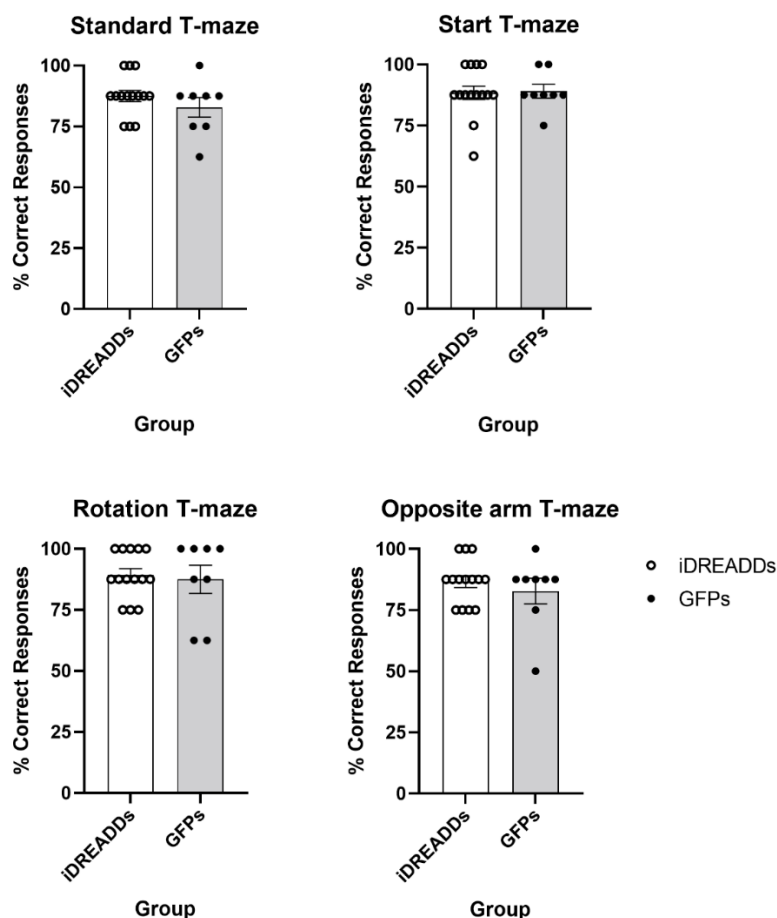 Standard T-maze
% Correct Responses
100
75
50
25
0
iDREADDs
GFPs
Group
Start T-maze
% Correct Responses
100
75
50
25
0
iDREADDs
GFPs
Group
Rotation T-maze
% Correct Responses
100
75
50
25
0
iDREADDs
GFPs
Group
Opposite arm T-maze
% Correct Responses
100
75
50
25
0
iDREADDs
GFPs
Group
iDREADDs
GFPs